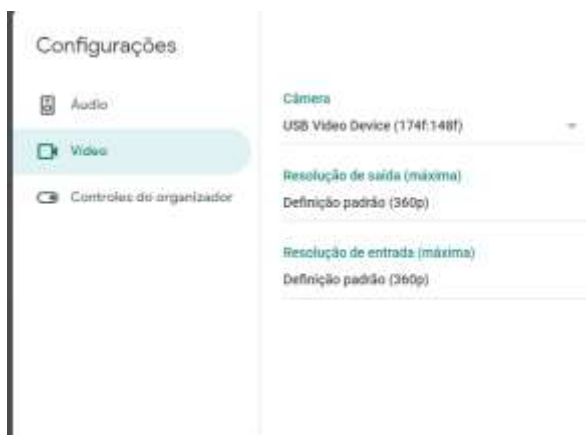 Configurações
Áudio
Vídeo
Controles do organizador
Câmera
USB Video Device (174f:148f)
Resolução de saída (máxima)
Definição padrão (360p)
Resolução de entrada (máxima)
Definição padrão (360p)